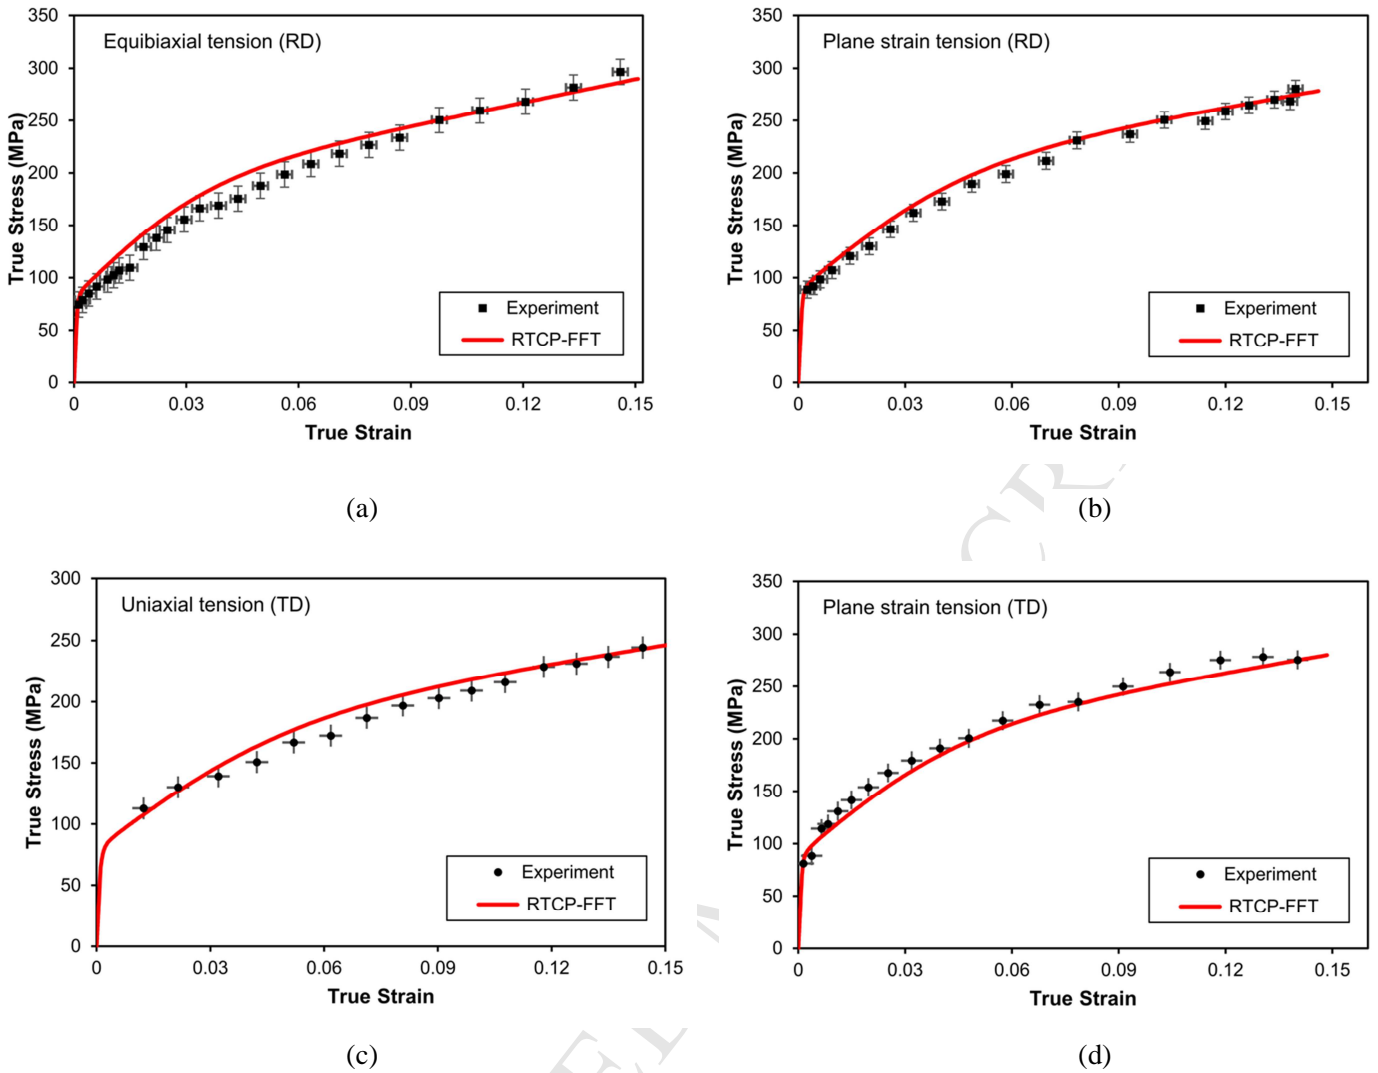 Equibiaxial tension (RD)
True Stress (MPa)
350
300
250
200
150
100
50
0
0 0.03 0.06 0.09 0.12 0.15
True Strain
Experiment
RTCP-FFT
(a)
Plane strain tension (RD)
True Stress (MPa)
350
300
250
200
150
100
50
0
0 0.03 0.06 0.09 0.12 0.15
True Strain
Experiment
RTCP-FFT
(b)
Uniaxial tension (TD)
True Stress (MPa)
300
250
200
150
100
50
0
0 0.03 0.06 0.09 0.12 0.15
True Strain
Experiment
RTCP-FFT
(c)
Plane strain tension (TD)
True Stress (MPa)
350
300
250
200
150
100
50
0
0 0.03 0.06 0.09 0.12 0.15
True Strain
Experiment
RTCP-FFT
(d)